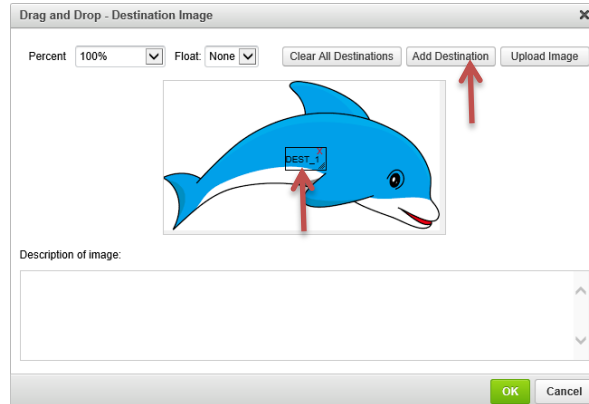 Drag and Drop - Destination Image
Percent 100% Float: None Clear All Destinations Add Destination Upload Image
DEST_1 X
Description of image:
OK Cancel